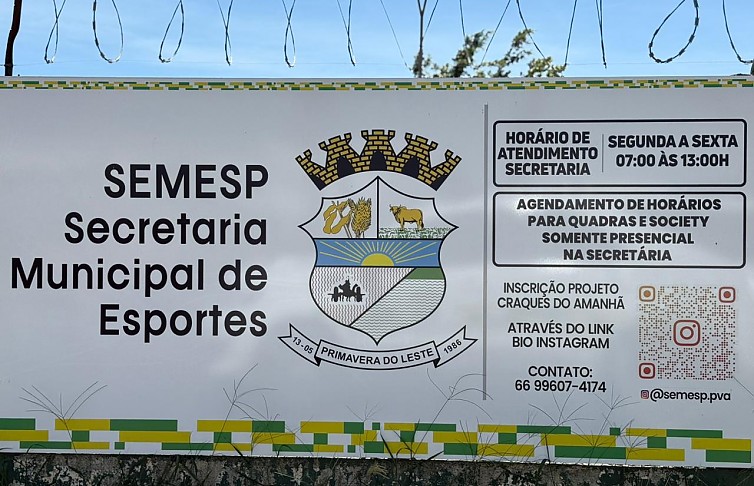 SEMESP
Secretaria
Municipal de
Esportes
13-05 PRIMAVERA DO LESTE 1986
HORÁRIO DE
ATENDIMENTO
SECRETARIA
SEGUNDA A SEXTA
07:00 ÀS 13:00H
AGENDAMENTO DE HORÁRIOS
PARA QUADRAS E SOCIETY
SOMENTE PRESENCIAL
NA SECRETÁRIA
INSCRIÇÃO PROJETO
CRAQUES DO AMANHÃ
ATRAVÉS DO LINK
BIO INSTAGRAM
CONTATO:
66 99607-4174
@semesp.pva